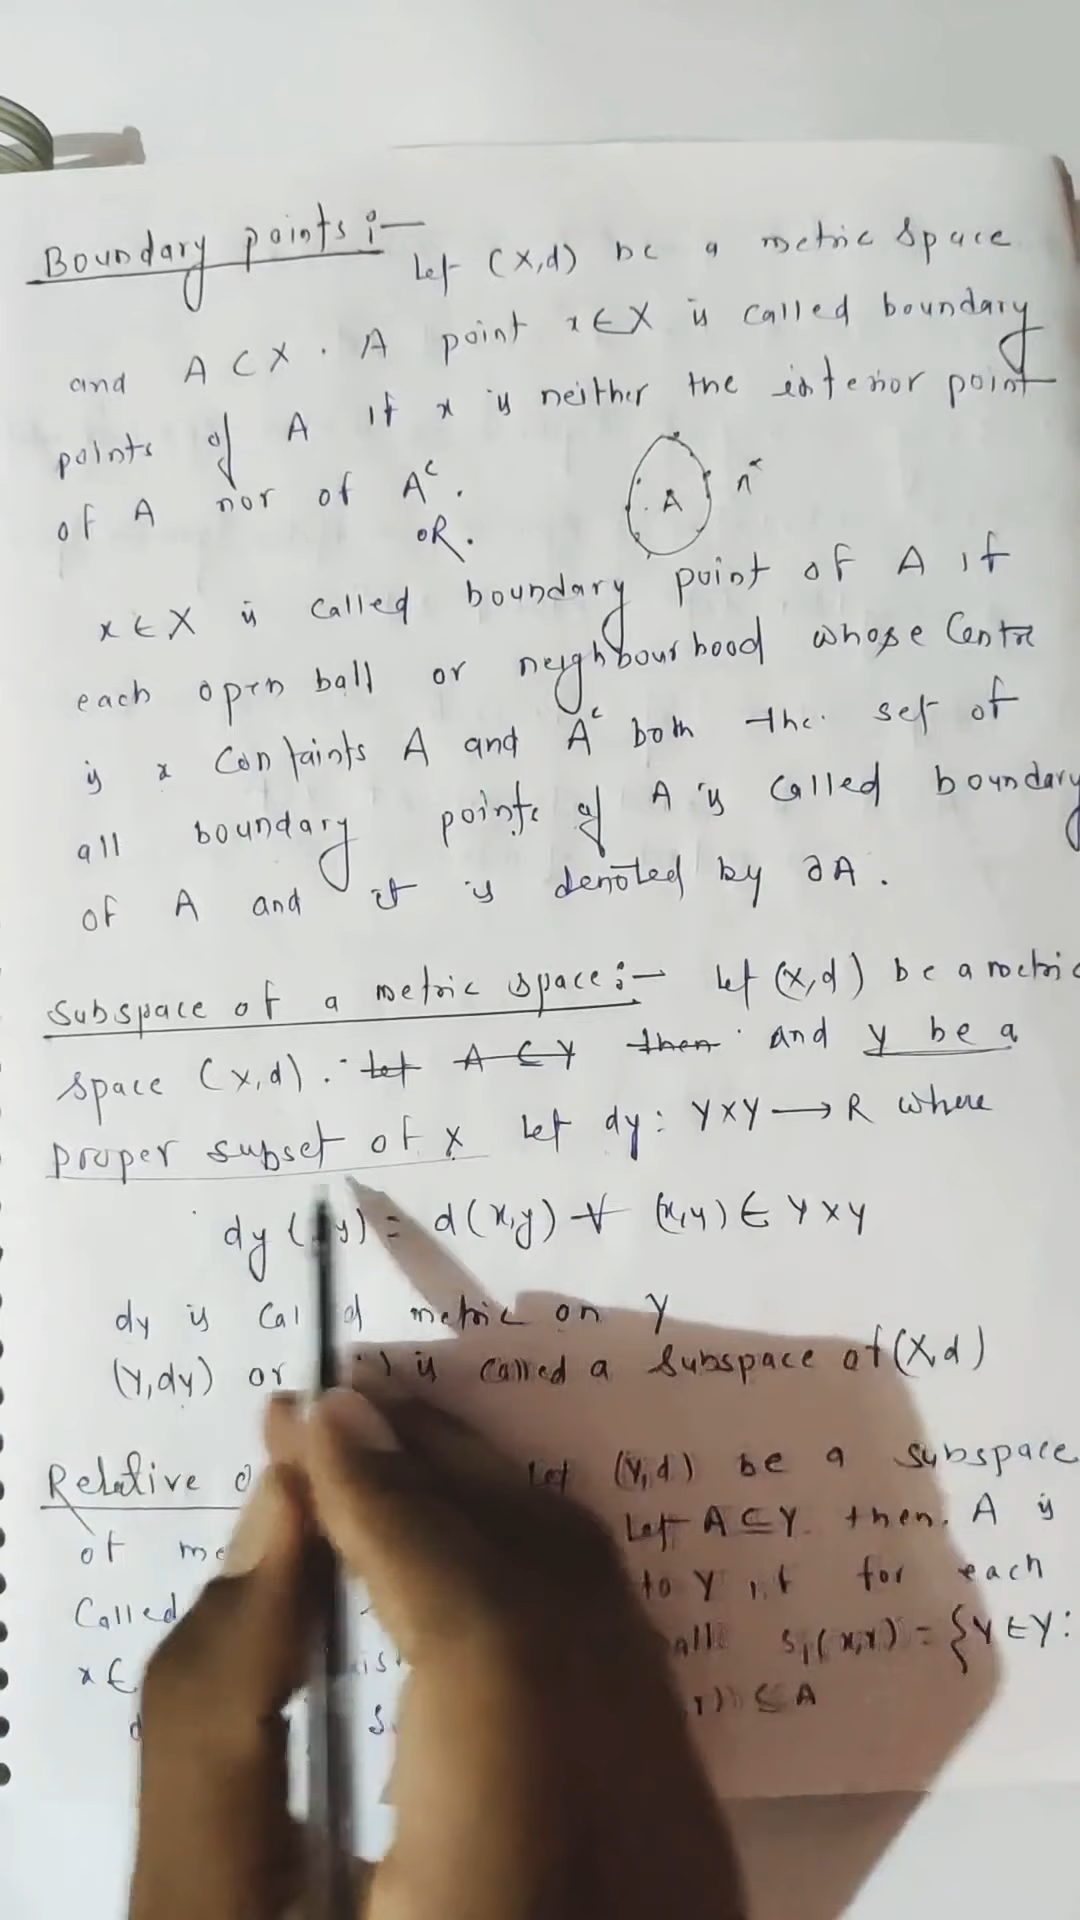 Boundary points :- Let (X,d) be a metric space
and A ⊂ X . A point x ∈ X is called boundary
points of A if x is neither the interior point
of A nor of Aᶜ.
A
OR.
x ∈ X is called boundary point of A if
each open ball or neighbourhood whose Centre
is x Containts A and Aᶜ both the set of
all boundary points of A is called boundary
of A and it is denoted by ∂A .
Subspace of a metric space :- let (X,d) be a metric
space (X,d) . let A ⊆ Y then and y be a
proper subset of X Let dy : Y×Y → R where
dy ( y) = d(x,y) ∀ (x,y) ∈ Y×Y
dy is metric on Y
(Y,dy) or is called a subspace of (X,d)
Relative Let (Y,d) be a subspace
of Let A ⊆ Y then. A is
Called to Y if for each
x ∈ S₁(x,r) = {y ∈ Y :
⊆ A